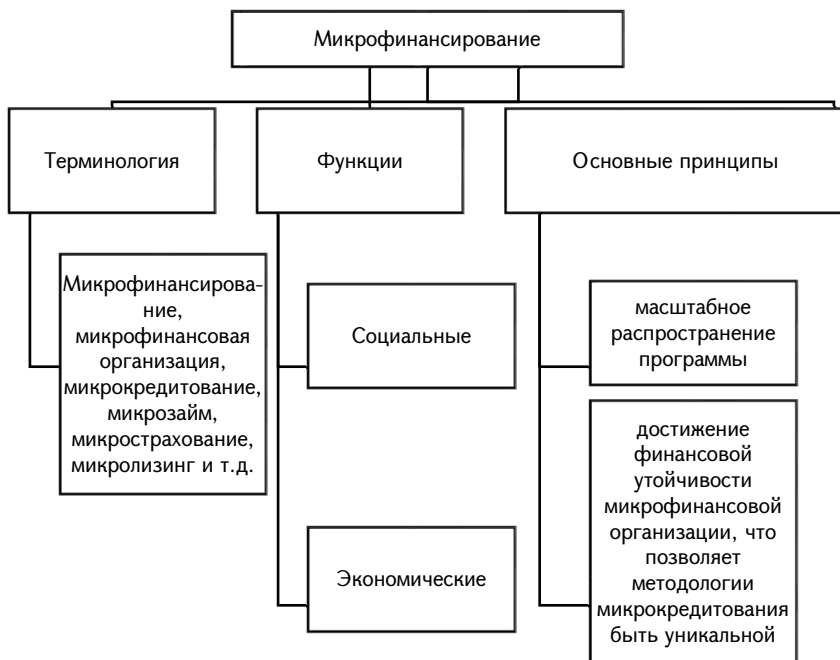 Микрофинансирование
Терминология
Функции
Основные принципы
Микрофинансирова-
ние,
микрофинансовая
организация,
микрокредитование,
микрозайм,
микрострахование,
микролизинг и т.д.
Социальные
Экономические
масштабное
распространение
программы
достижение
финансовой
утойчивости
микрофинансовой
организации, что
позволяет
методологии
микрокредитования
быть уникальной